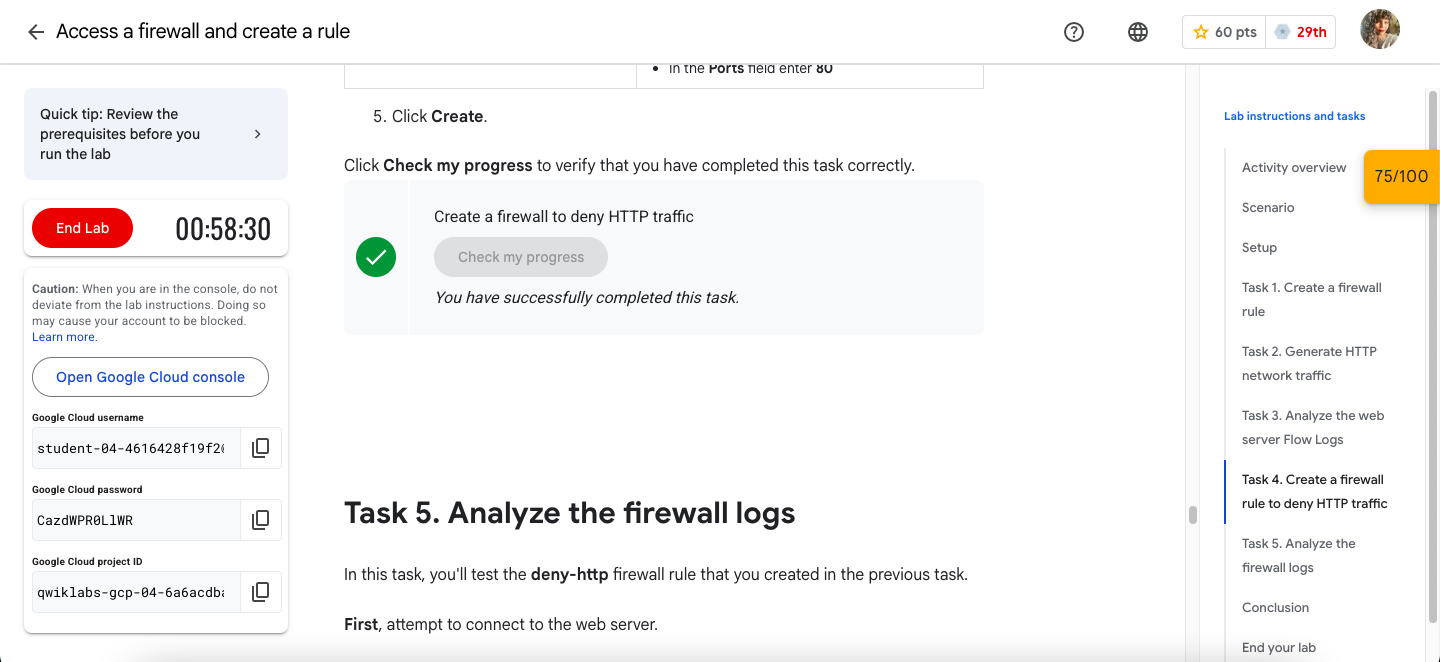 Access a firewall and create a rule
60 pts
29th
Quick tip: Review the
prerequisites before you
run the lab
End Lab
00:58:30
Caution: When you are in the console, do not
deviate from the lab instructions. Doing so
may cause your account to be blocked.
Learn more.
Open Google Cloud console
Google Cloud username
student-04-4616428f19f2
Google Cloud password
CazdWPR0LlWR
Google Cloud project ID
qwiklabs-gcp-04-6a6acdba
In the Ports field enter 80
5. Click Create.
Click Check my progress to verify that you have completed this task correctly.
Create a firewall to deny HTTP traffic
Check my progress
You have successfully completed this task.
Task 5. Analyze the firewall logs
In this task, you'll test the deny-http firewall rule that you created in the previous task.
First, attempt to connect to the web server.
Lab instructions and tasks
Activity overview
75/100
Scenario
Setup
Task 1. Create a firewall
rule
Task 2. Generate HTTP
network traffic
Task 3. Analyze the web
server Flow Logs
Task 4. Create a firewall
rule to deny HTTP traffic
Task 5. Analyze the
firewall logs
Conclusion
End your lab